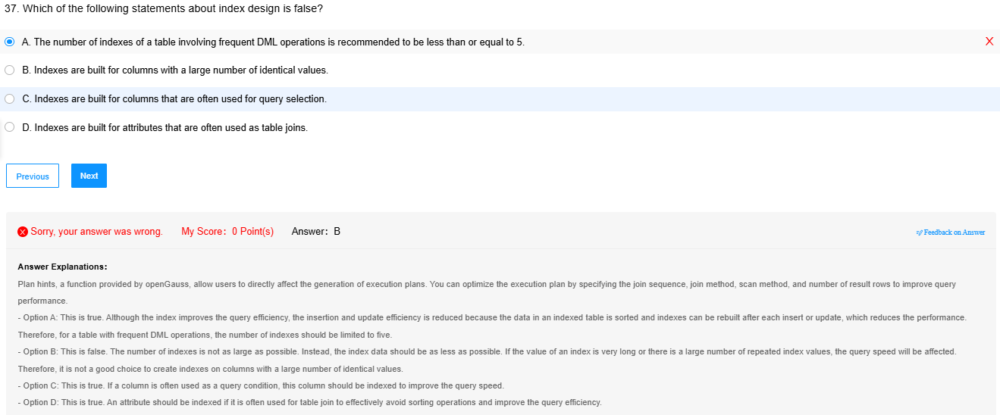 37. Which of the following statements about index design is false?
A. The number of indexes of a table involving frequent DML operations is recommended to be less than or equal to 5.
B. Indexes are built for columns with a large number of identical values.
C. Indexes are built for columns that are often used for query selection.
D. Indexes are built for attributes that are often used as table joins.
Previous Next
Sorry, your answer was wrong. My Score: 0 Point(s) Answer: B Feedback on Answer
Answer Explanations:
Plan hints, a function provided by openGauss, allow users to directly affect the generation of execution plans. You can optimize the execution plan by specifying the join sequence, join method, scan method, and number of result rows to improve query
performance.
- Option A: This is true. Although the index improves the query efficiency, the insertion and update efficiency is reduced because the data in an indexed table is sorted and indexes can be rebuilt after each insert or update, which reduces the performance.
Therefore, for a table with frequent DML operations, the number of indexes should be limited to five.
- Option B: This is false. The number of indexes is not as large as possible. Instead, the index data should be as less as possible. If the value of an index is very long or there is a large number of repeated index values, the query speed will be affected.
Therefore, it is not a good choice to create indexes on columns with a large number of identical values.
- Option C: This is true. If a column is often used as a query condition, this column should be indexed to improve the query speed.
- Option D: This is true. An attribute should be indexed if it is often used for table join to effectively avoid sorting operations and improve the query efficiency.